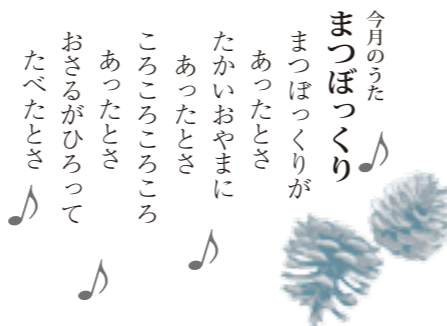 今月のうた
まつぼっくり
まつぼっくりが
あったとさ
たかいおやまに
あったとさ
ころころころころ
あったとさ
おさるがひろって
たべたとさ